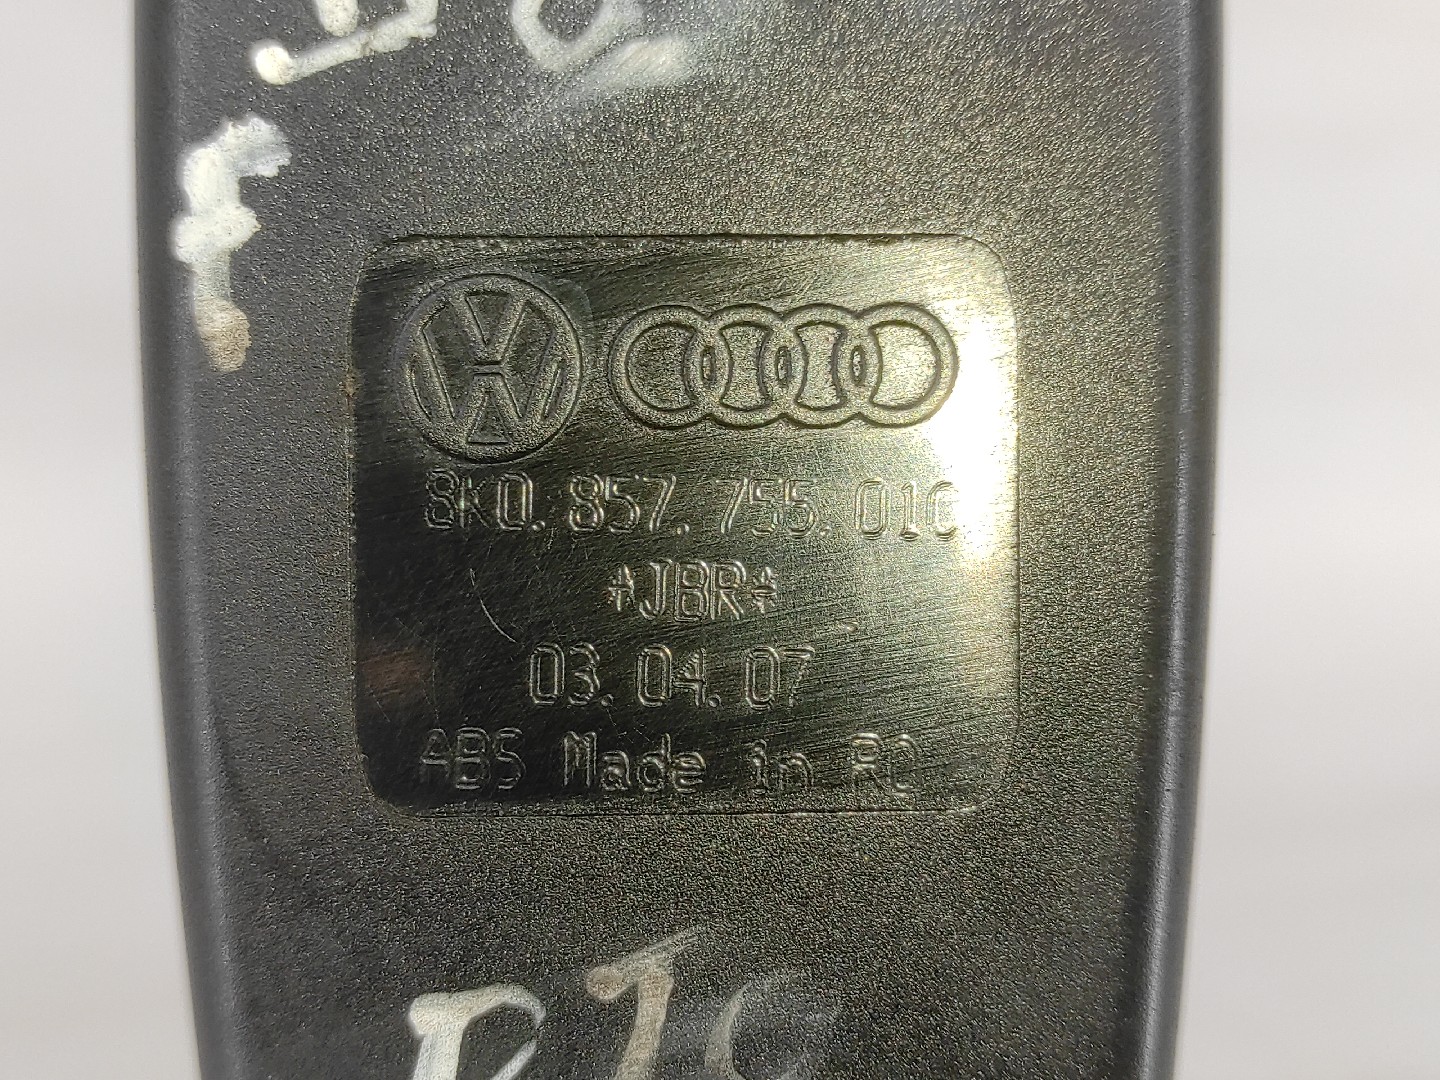 8K0.857.755.01C
*JBR*
03.04.07
ABS Made in RO